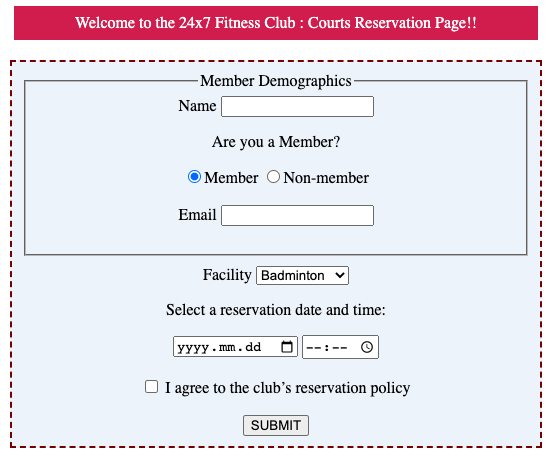 Welcome to the 24x7 Fitness Club : Courts Reservation Page!!
Member Demographics
Name
Are you a Member?
Member Non-member
Email
Facility Badminton
Select a reservation date and time:
yyyy.mm.dd --:--
I agree to the club’s reservation policy
SUBMIT